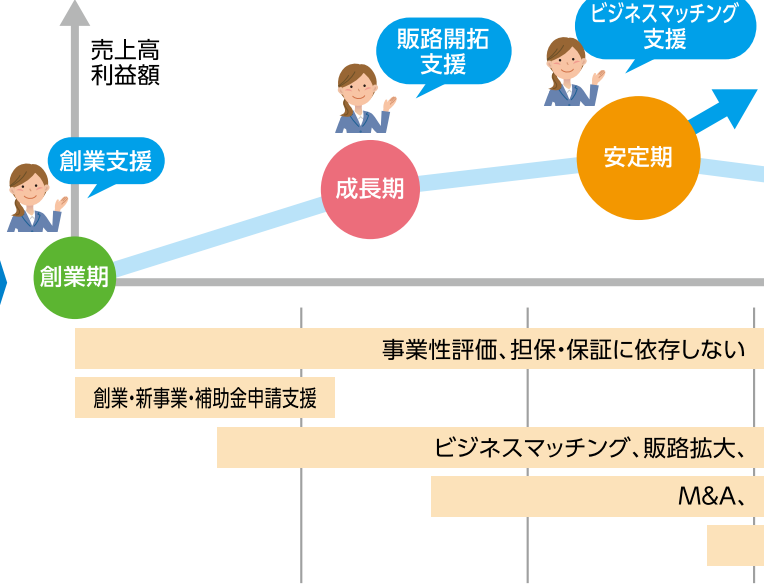 ビジネスマッチング
支援
販路開拓
支援
売上高
利益額
創業支援
安定期
成長期
創業期
事業性評価、担保・保証に依存しない
創業・新事業・補助金申請支援
ビジネスマッチング、販路拡大、
M&A、